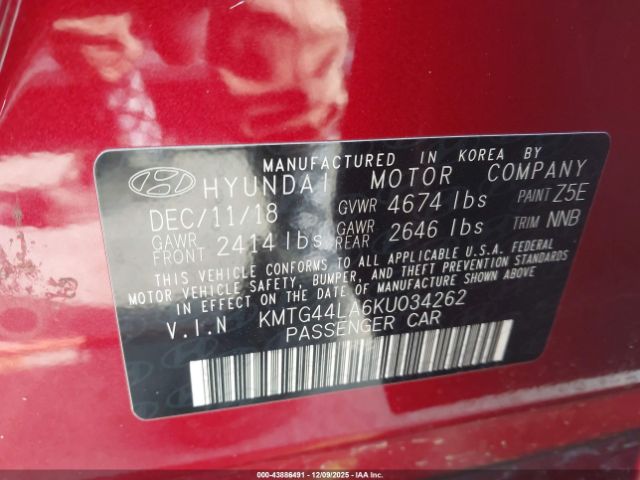 MANUFACTURED IN KOREA BY
HYUNDAI MOTOR COMPANY
DEC/11/18 GVWR 4674 lbs PAINT Z5E
GAWR FRONT 2414 lbs GAWR REAR 2646 lbs TRIM NNB
THIS VEHICLE CONFORMS TO ALL APPLICABLE U.S.A. FEDERAL
MOTOR VEHICLE SAFETY, BUMPER, AND THEFT PREVENTION STANDARDS
IN EFFECT ON THE DATE OF MANUFACTURE SHOWN ABOVE.
V.I.N KMTG44LA6KU034262
PASSENGER CAR
000-43886491 - 12/09/2025 - IAAI.COM